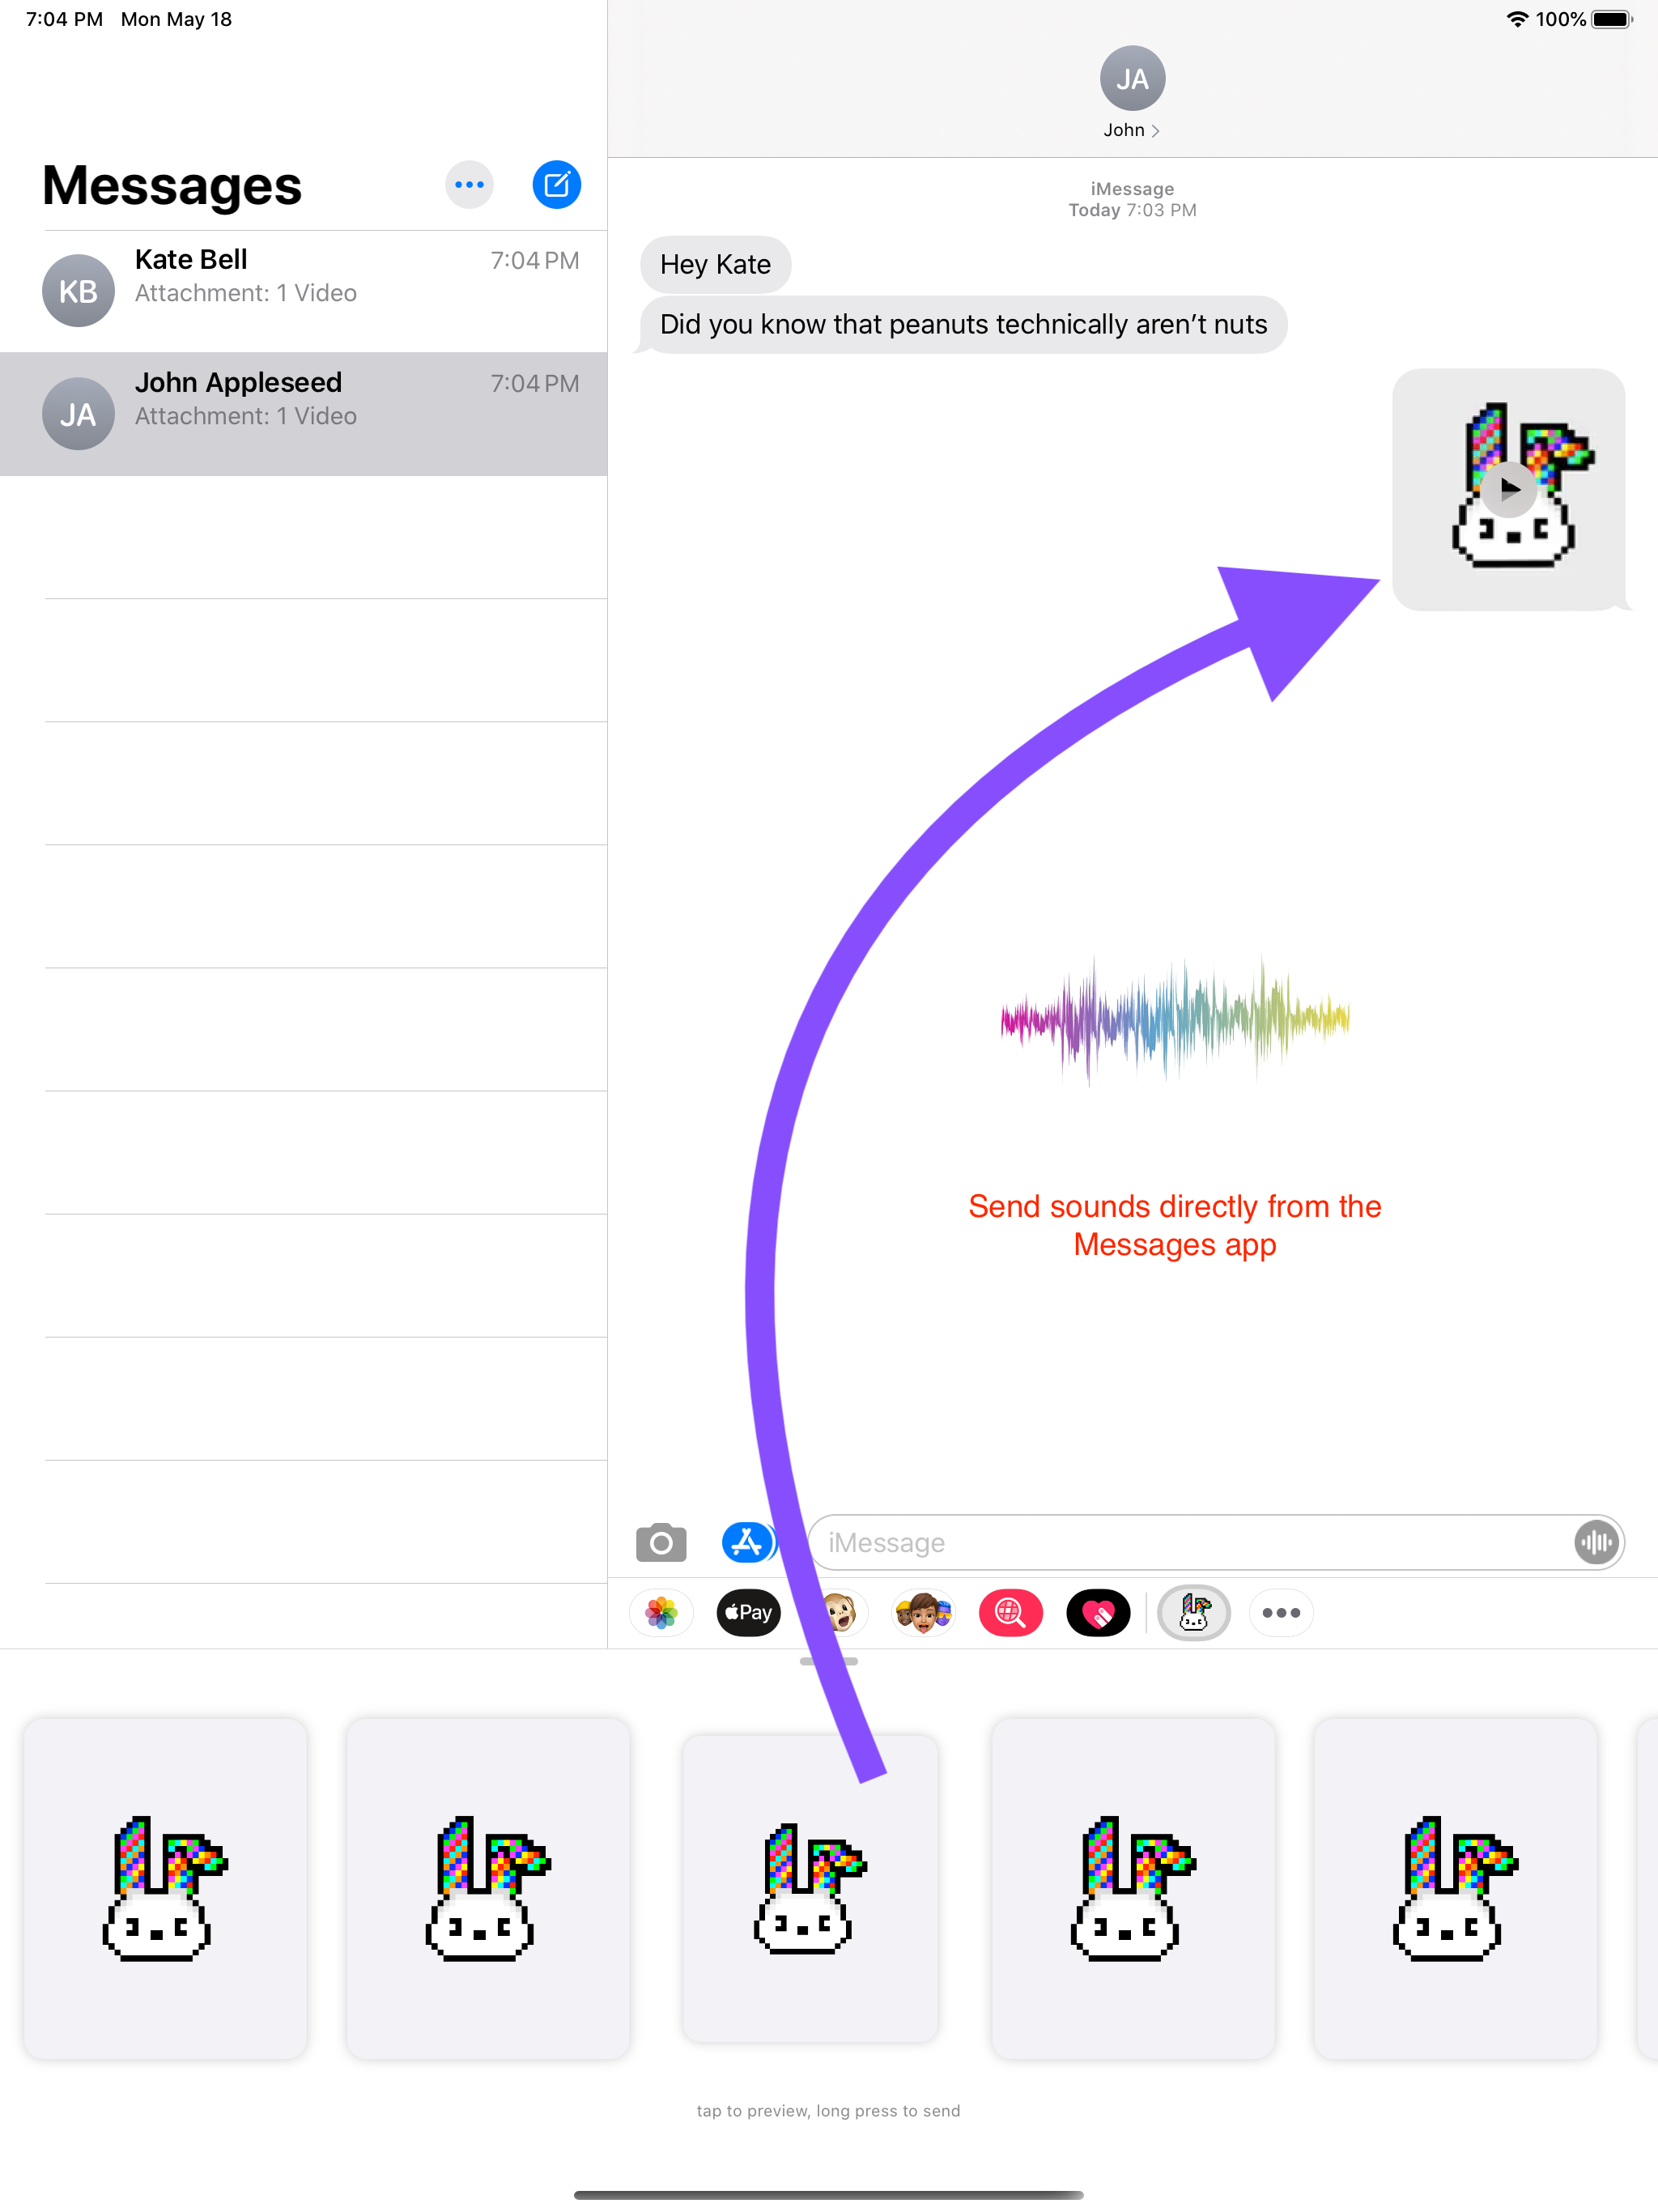 7:04 PM Mon May 18
100%
JA
John
Messages
Kate Bell 7:04 PM
KB
Attachment: 1 Video
John Appleseed 7:04 PM
JA
Attachment: 1 Video
iMessage
Today 7:03 PM
Hey Kate
Did you know that peanuts technically aren’t nuts
Send sounds directly from the
Messages app
iMessage
Pay
tap to preview, long press to send